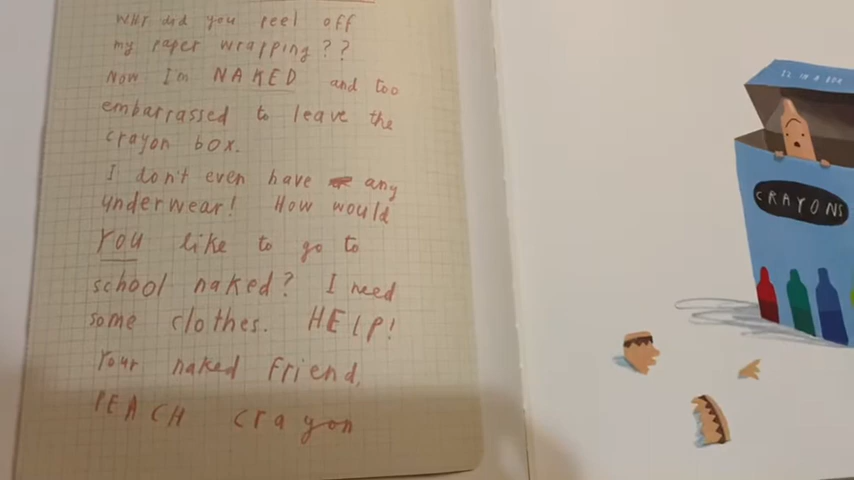 WHY did you peel off
my paper wrapping??
Now I'm NAKED and too
embarrassed to leave the
crayon box.
I don't even have any
underwear! How would
YOU like to go to
school naked? I need
some clothes. HELP!
Your naked friend,
PEACH crayon
CRAYONS